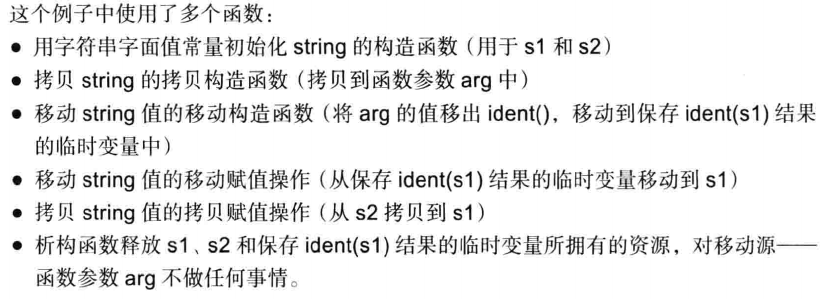 这个例子中使用了多个函数：
● 用字符串字面值常量初始化 string 的构造函数（用于 s1 和 s2）
● 拷贝 string 的拷贝构造函数（拷贝到函数参数 arg 中）
● 移动 string 值的移动构造函数（将 arg 的值移出 ident()，移动到保存 ident(s1) 结果
的临时变量中）
● 移动 string 值的移动赋值操作（从保存 ident(s1) 结果的临时变量移动到 s1）
● 拷贝 string 值的拷贝赋值操作（从 s2 拷贝到 s1）
● 析构函数释放 s1、s2 和保存 ident(s1) 结果的临时变量所拥有的资源，对移动源——
函数参数 arg 不做任何事情。